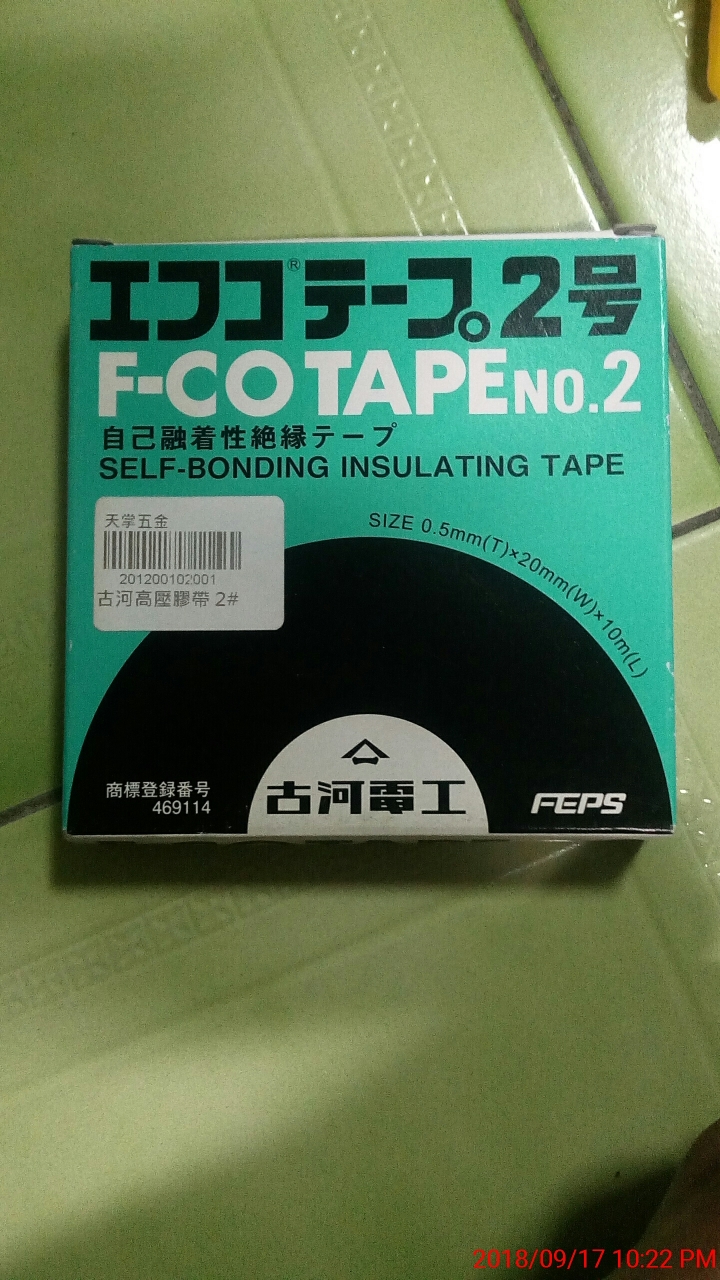 エフコ®テープ。2号
F-CO TAPE NO.2
自己融着性絶縁テープ
SELF-BONDING INSULATING TAPE
SIZE 0.5mm(T)×20mm(W)×10m(L)
天掌五金
201200102001
古河高壓膠帶 2#
商標登録番号
469114
古河電工
FEPS
2018/09/17 10:22 PM